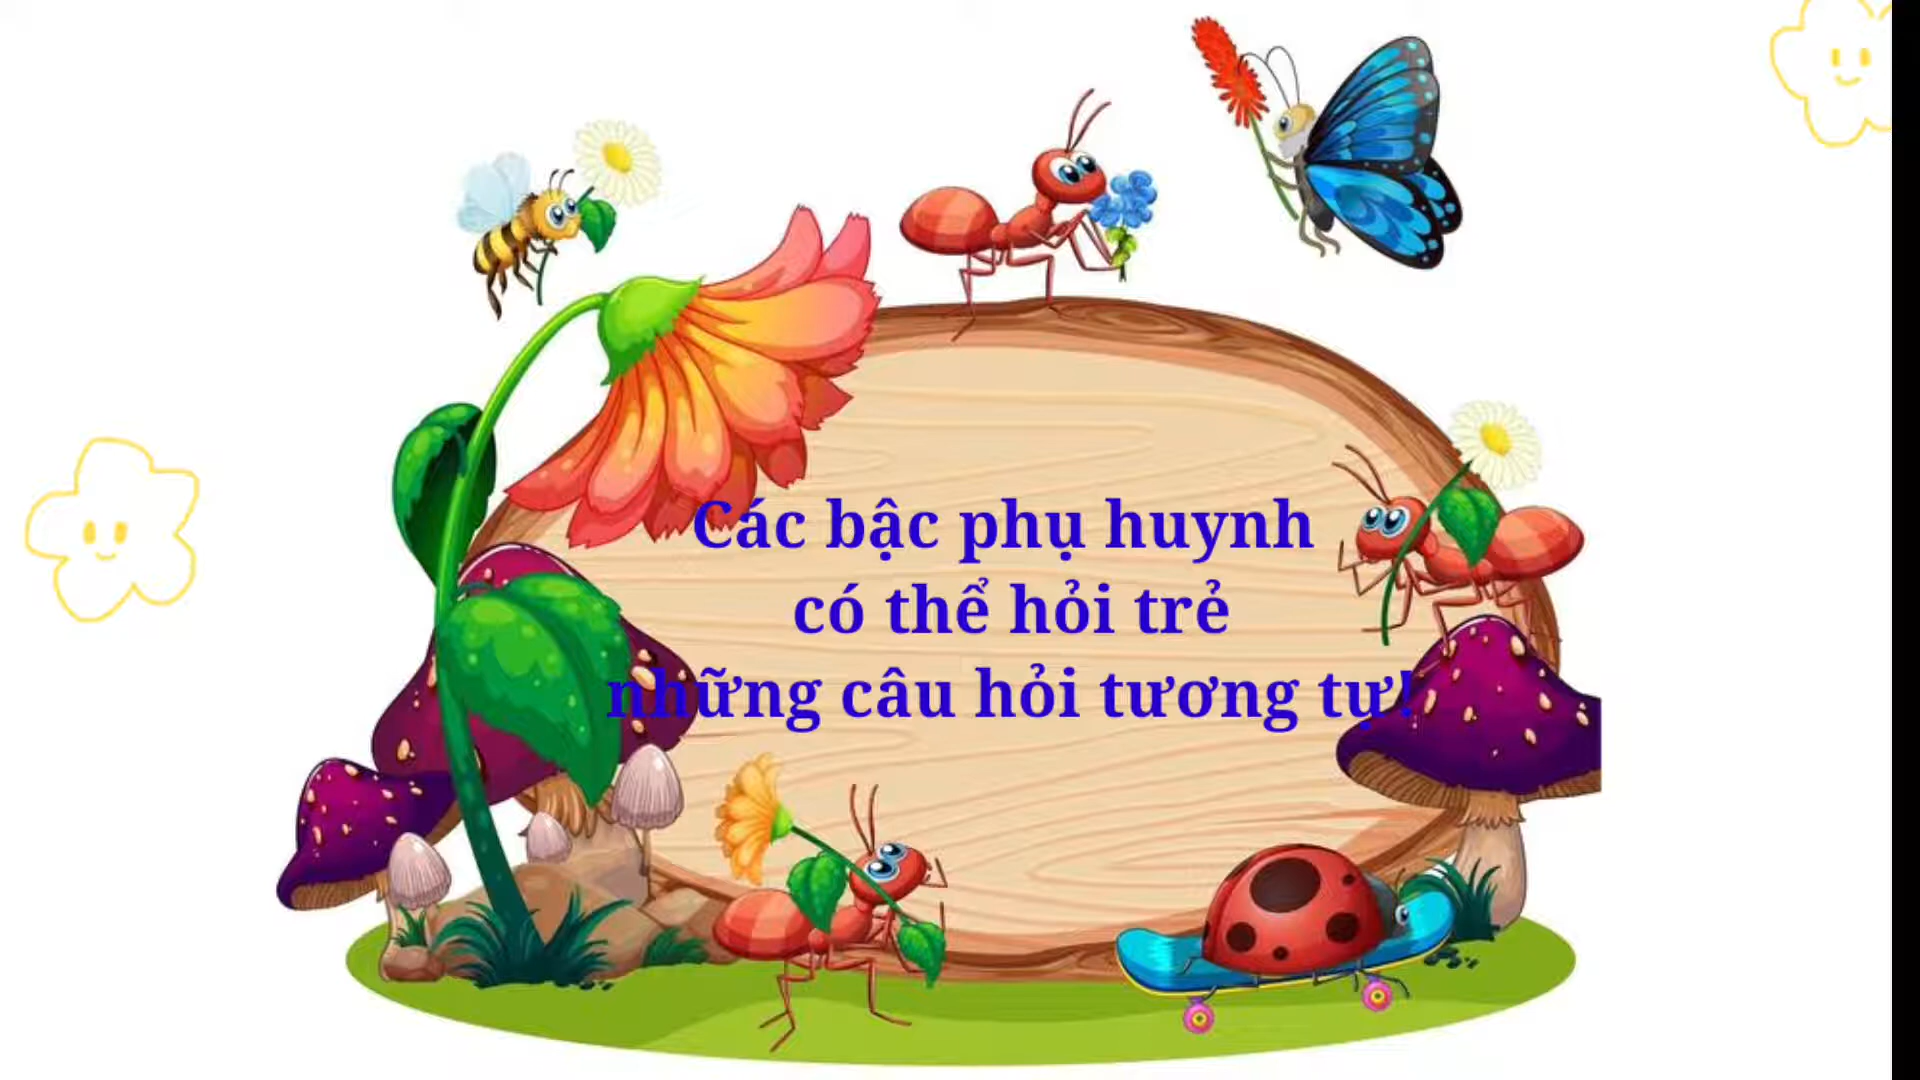 Các bậc phụ huynh
có thể hỏi trẻ
những câu hỏi tương tự!